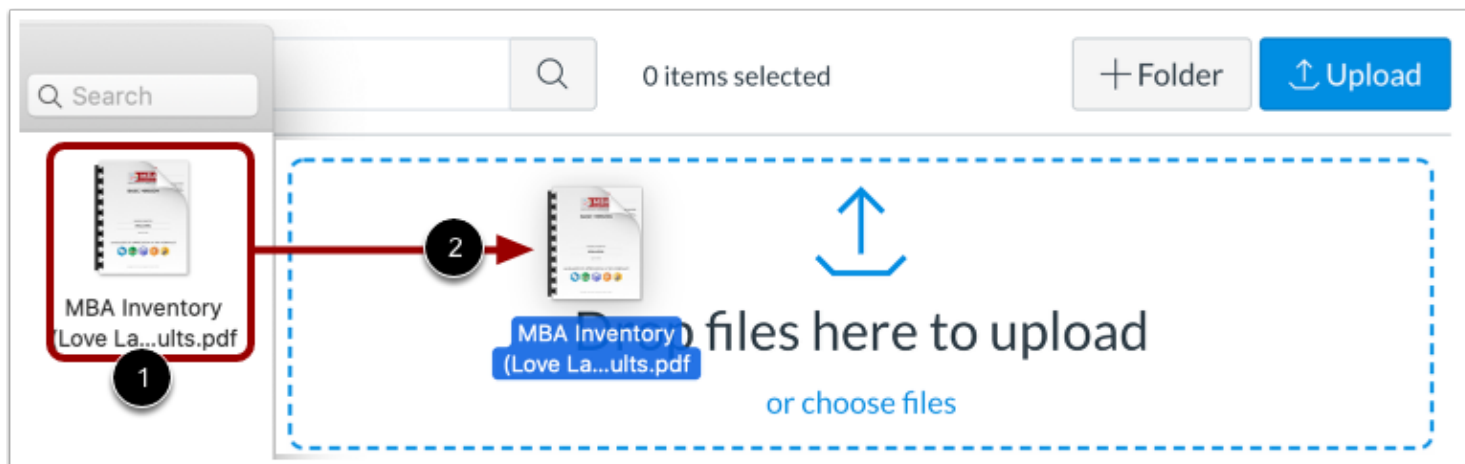 Search
0 items selected
+Folder
Upload
MBA Inventory
(Love La...ults.pdf
1
2
MBA Inventory
(Love La...ults.pdf
Drop files here to upload
or choose files